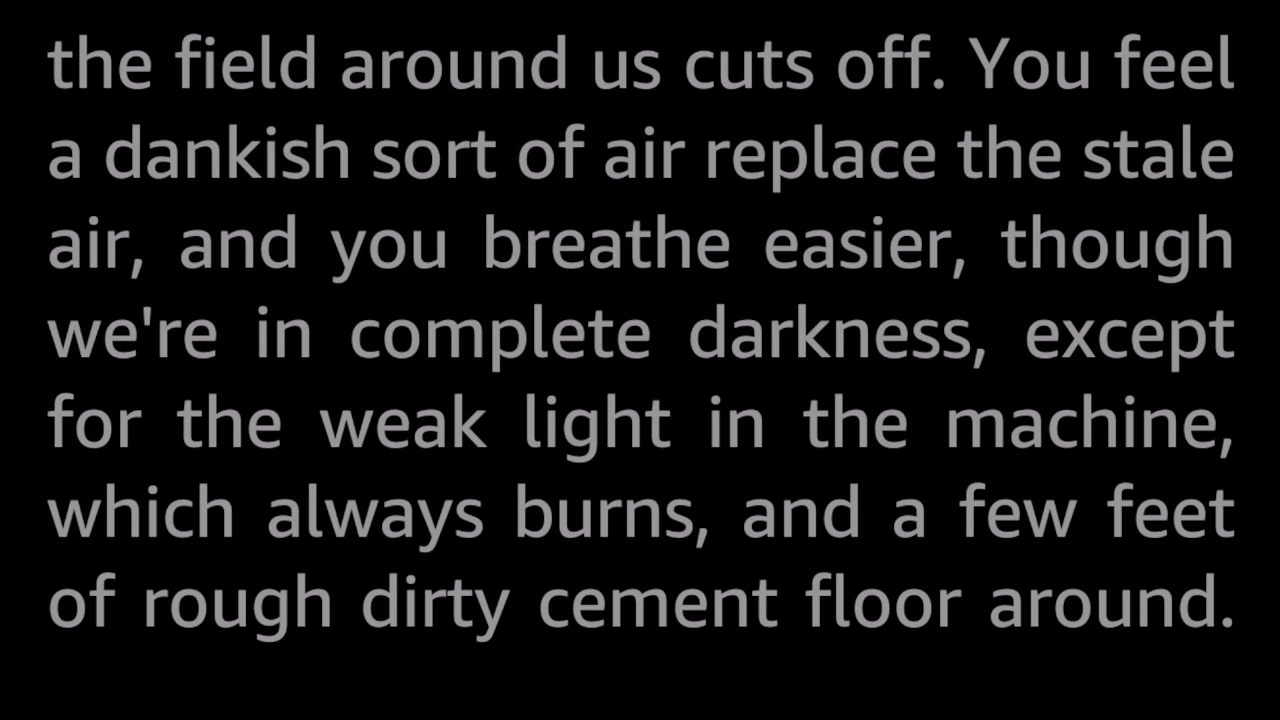 the field around us cuts off. You feel
a dankish sort of air replace the stale
air, and you breathe easier, though
we're in complete darkness, except
for the weak light in the machine,
which always burns, and a few feet
of rough dirty cement floor around.